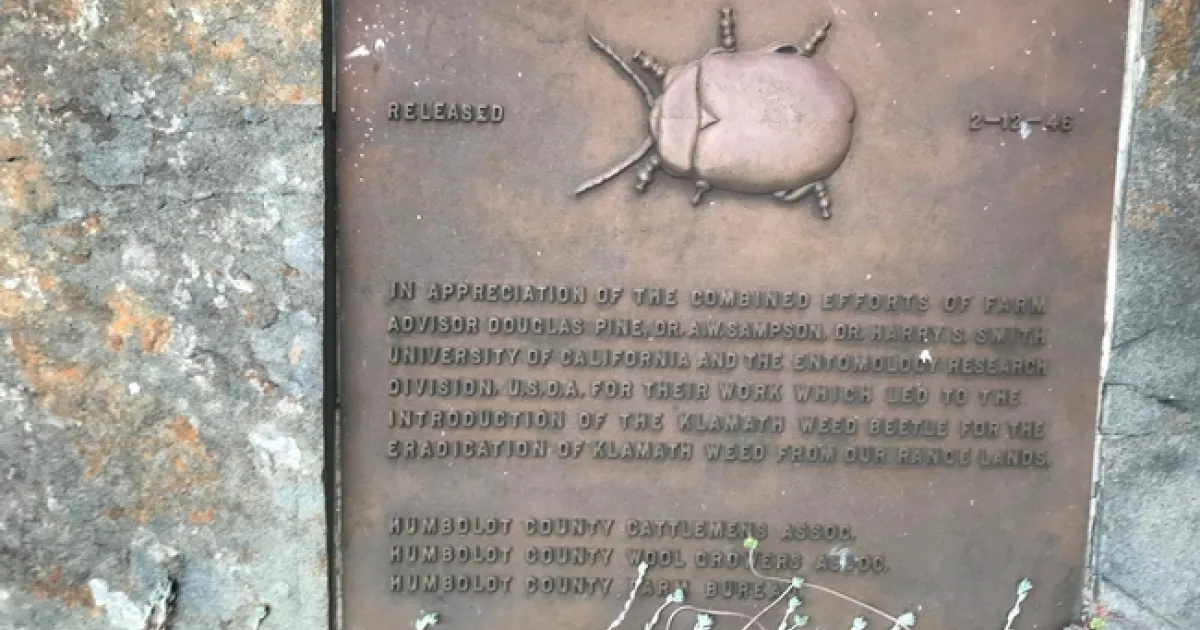 RELEASED 2-12-46
IN APPRECIATION OF THE COMBINED EFFORTS OF FARM
ADVISOR DOUGLAS PINE, DR. A.W. SAMPSON. DR. HARRY S. SMITH
UNIVERSITY OF CALIFORNIA AND THE ENTOMOLOGY RESEARCH
DIVISION. U.S.D.A. FOR THEIR WORK WHICH LED TO THE
INTRODUCTION OF THE KLAMATH WEED BEETLE FOR THE
ERADICATION OF KLAMATH WEED FROM OUR RANGE LANDS.
HUMBOLDT COUNTY CATTLEMENS ASSOC.
HUMBOLDT COUNTY WOOL GROWERS ASSOC.
HUMBOLDT COUNTY FARM BUREAU